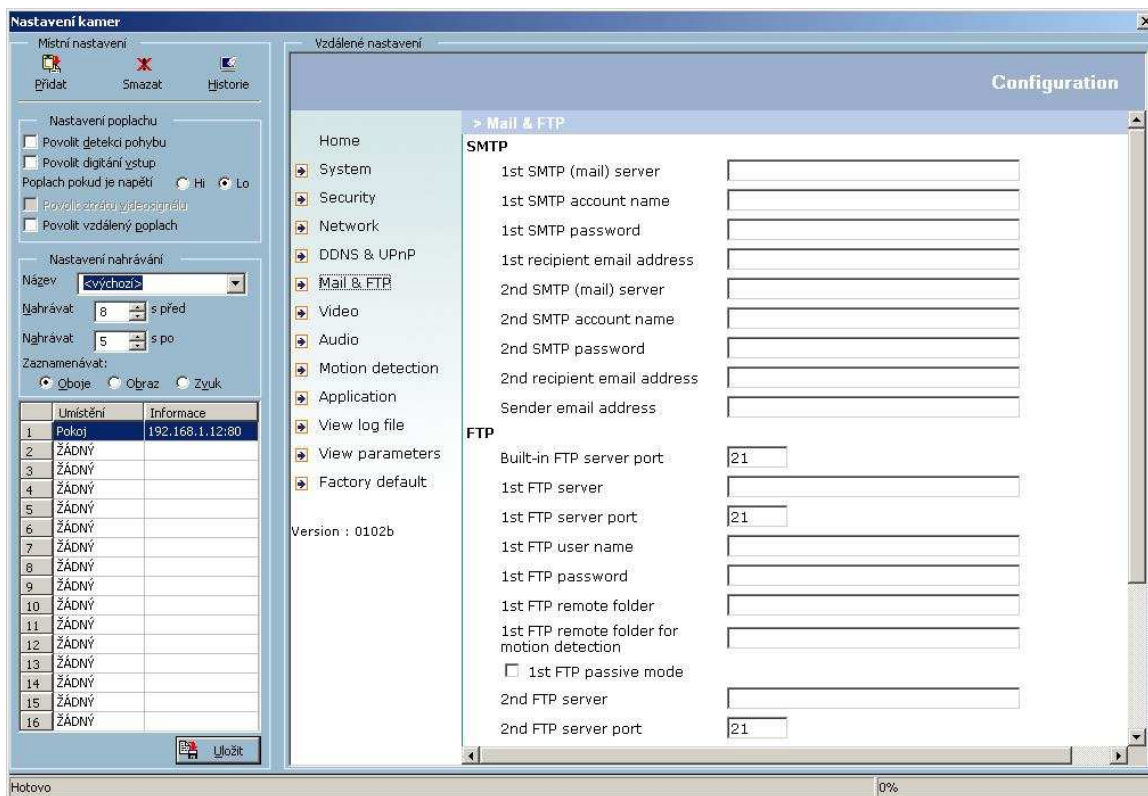 Nastavení kamer
Místní nastavení
Přidat
Smazat
Historie
Nastavení poplachu
Povolit detekci pohybu
Povolit digitání vstup
Poplach pokud je napětí Hi Lo
Povolit ztrátu videosignálu
Povolit vzdálený poplach
Nastavení nahrávání
Název <výchozí>
Nahrávat 8 s před
Nahrávat 5 s po
Zaznamenávat:
Oboje Obraz Zvuk
Umístění Informace
1 Pokoj 192.168.1.12:80
2 ŽÁDNÝ
3 ŽÁDNÝ
4 ŽÁDNÝ
5 ŽÁDNÝ
6 ŽÁDNÝ
7 ŽÁDNÝ
8 ŽÁDNÝ
9 ŽÁDNÝ
10 ŽÁDNÝ
11 ŽÁDNÝ
12 ŽÁDNÝ
13 ŽÁDNÝ
14 ŽÁDNÝ
15 ŽÁDNÝ
16 ŽÁDNÝ
Uložit
Vzdálené nastavení
Configuration
Home
System
Security
Network
DDNS & UPnP
Mail & FTP
Video
Audio
Motion detection
Application
View log file
View parameters
Factory default
Version : 0102b
> Mail & FTP
SMTP
1st SMTP (mail) server
1st SMTP account name
1st SMTP password
1st recipient email address
2nd SMTP (mail) server
2nd SMTP account name
2nd SMTP password
2nd recipient email address
Sender email address
FTP
Built-in FTP server port 21
1st FTP server
1st FTP server port 21
1st FTP user name
1st FTP password
1st FTP remote folder
1st FTP remote folder for
motion detection
1st FTP passive mode
2nd FTP server
2nd FTP server port 21
Hotovo
0%